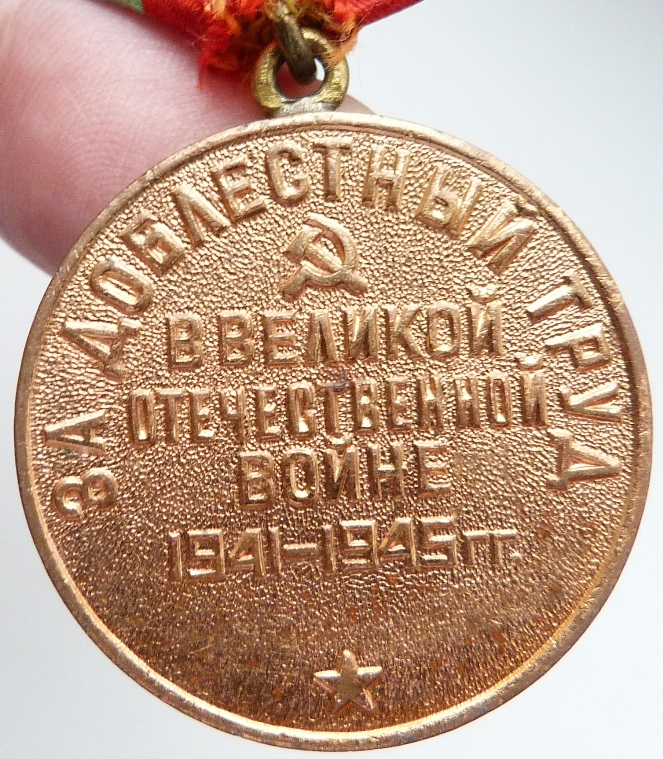 ЗА ДОБЛЕСТНЫЙ ТРУД
В ВЕЛИКОЙ
ОТЕЧЕСТВЕННОЙ
ВОЙНЕ
1941-1945 гг.